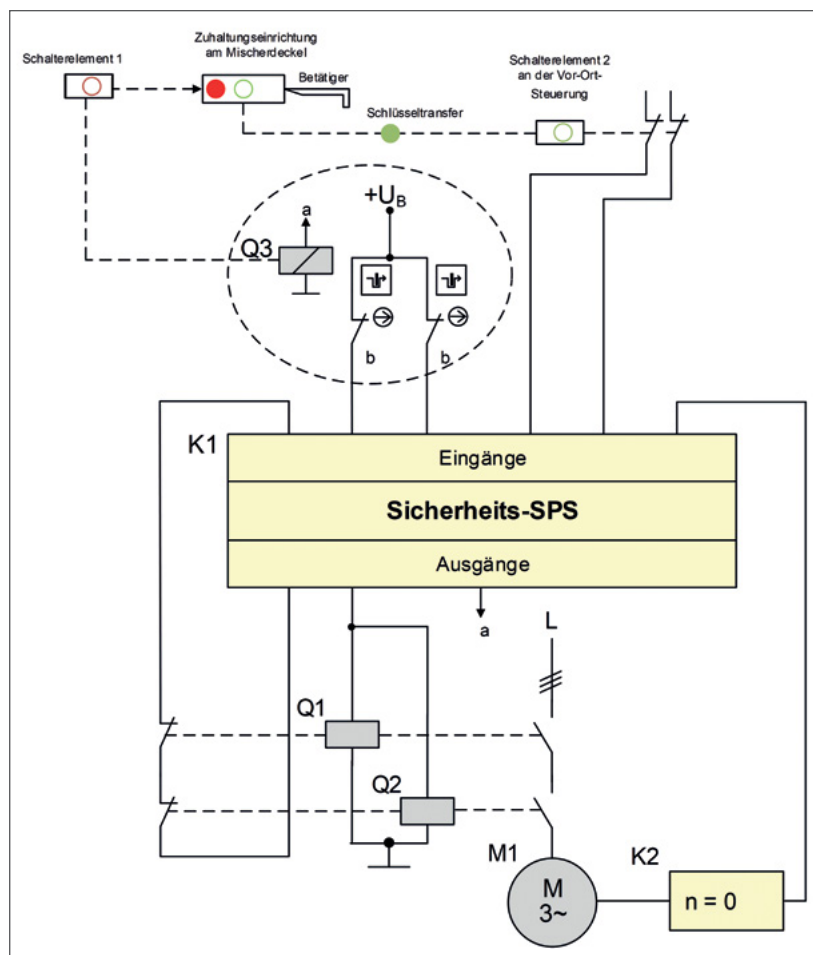 Zuhaltungseinrichtung
am Mischerdeckel
Schalterelement 1
Betätiger
Schalterelement 2
an der Vor-Ort-
Steuerung
Schlüsseltransfer
+UB
a
Q3
b
b
K1
Eingänge
Sicherheits-SPS
Ausgänge
a
L
Q1
Q2
M1
K2
M
3~
n = 0